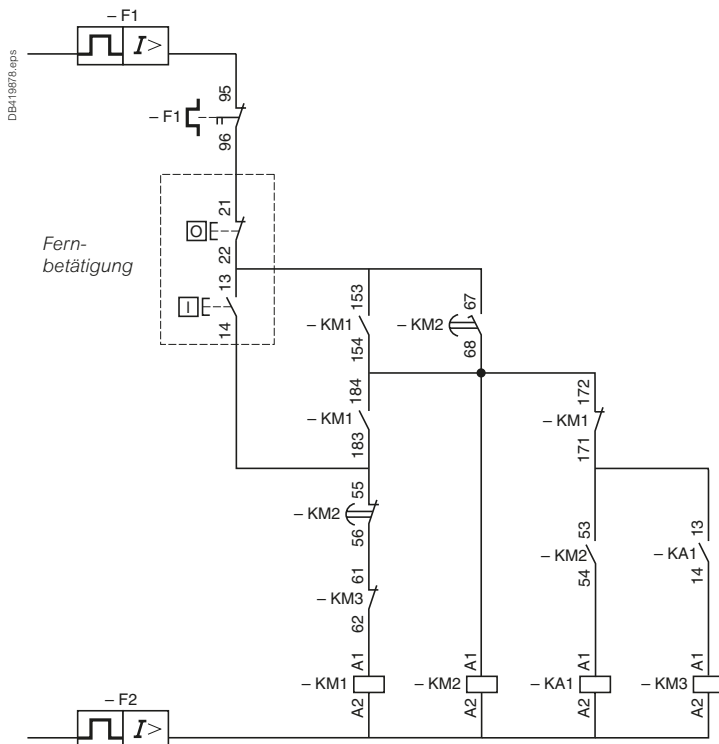 – F1
I>
DB419878.eps
95
– F1
96
21
O
Fern-
betätigung
22
13
I
14
153
– KM1
154
67
– KM2
68
184
– KM1
183
172
– KM1
171
55
– KM2
56
53
– KM2
54
13
– KA1
14
61
– KM3
62
A1
– KM1
A2
A1
– KM2
A2
A1
– KA1
A2
A1
– KM3
A2
– F2
I>